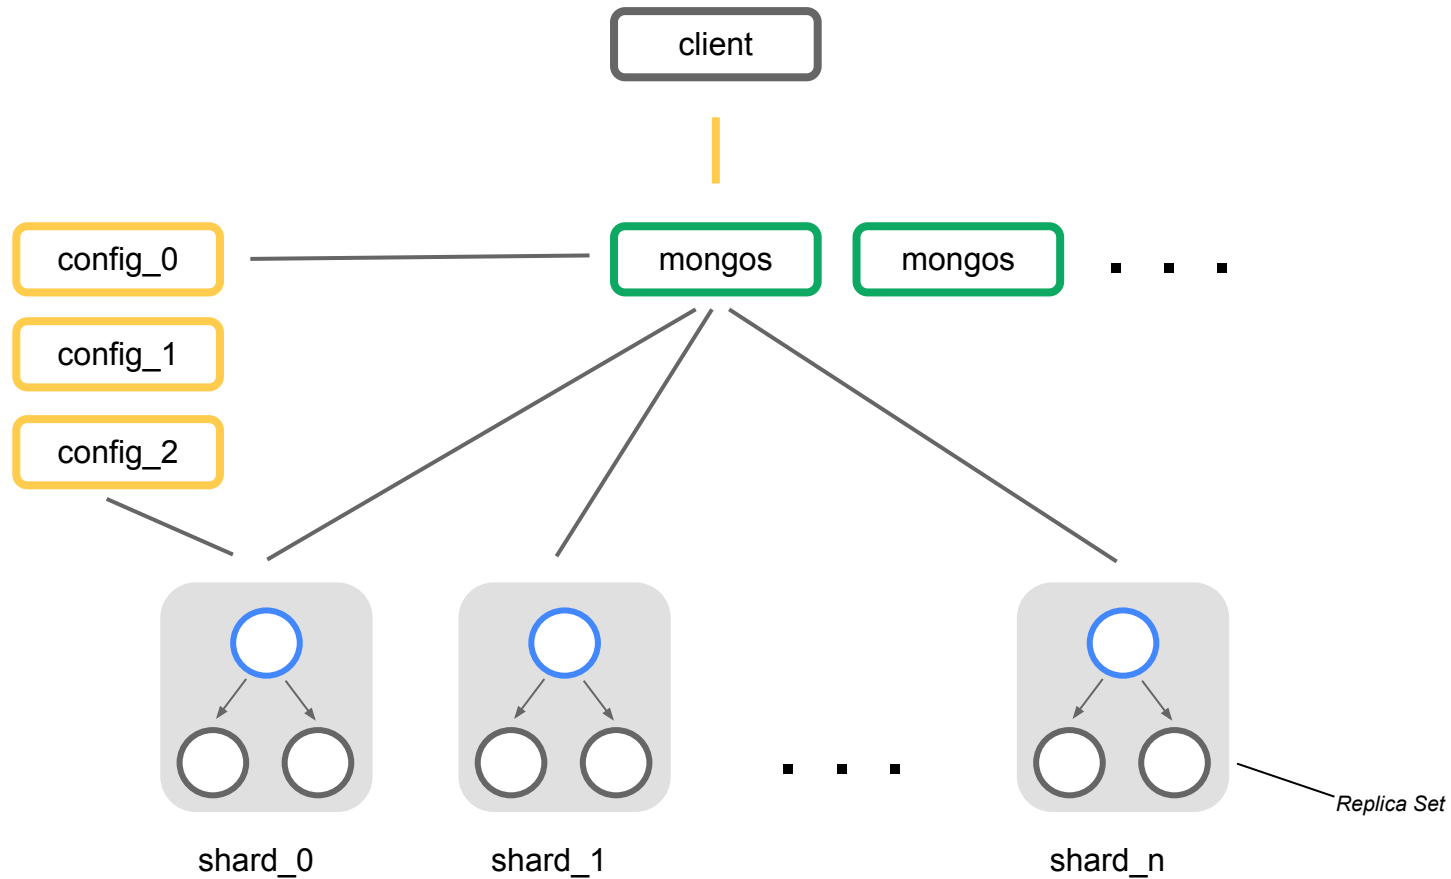 client
config_0
mongos
mongos
. . .
config_1
config_2
. . .
Replica Set
shard_0
shard_1
shard_n